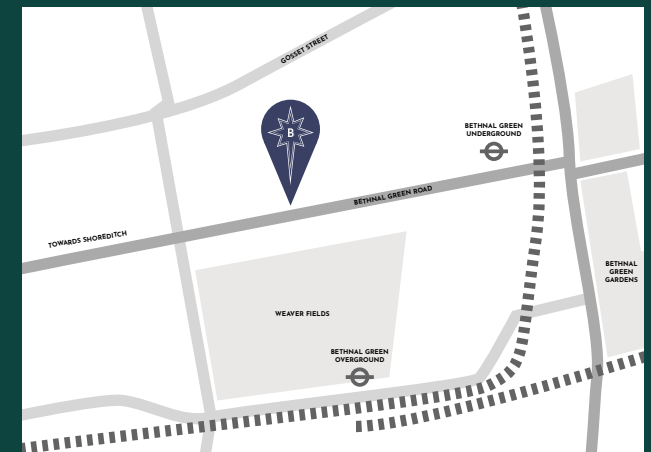 GOSSET STREET
B
BETHNAL GREEN
UNDERGROUND
BETHNAL GREEN ROAD
TOWARDS SHOREDITCH
BETHNAL
GREEN
GARDENS
WEAVER FIELDS
BETHNAL GREEN
OVERGROUND